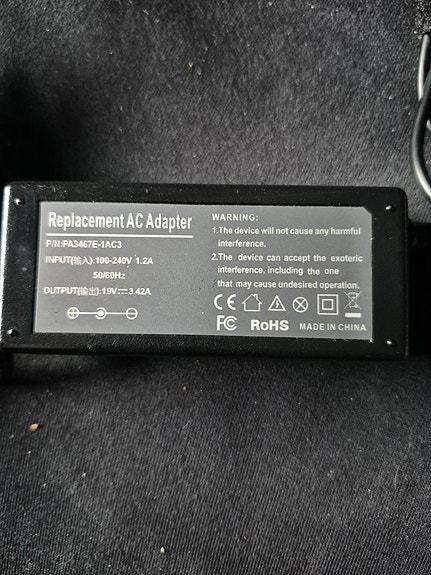 Replacement AC Adapter
P/N:PA3467E-1AC3
INPUT(输入):100-240V 1.2A
50/60Hz
OUTPUT(输出):19V⎓3.42A
WARNING:
1.The device will not cause any harmful
interference.
2.The device can accept the exoteric
interference, including the one
that may cause undesired operation.
CE
FC RoHS MADE IN CHINA